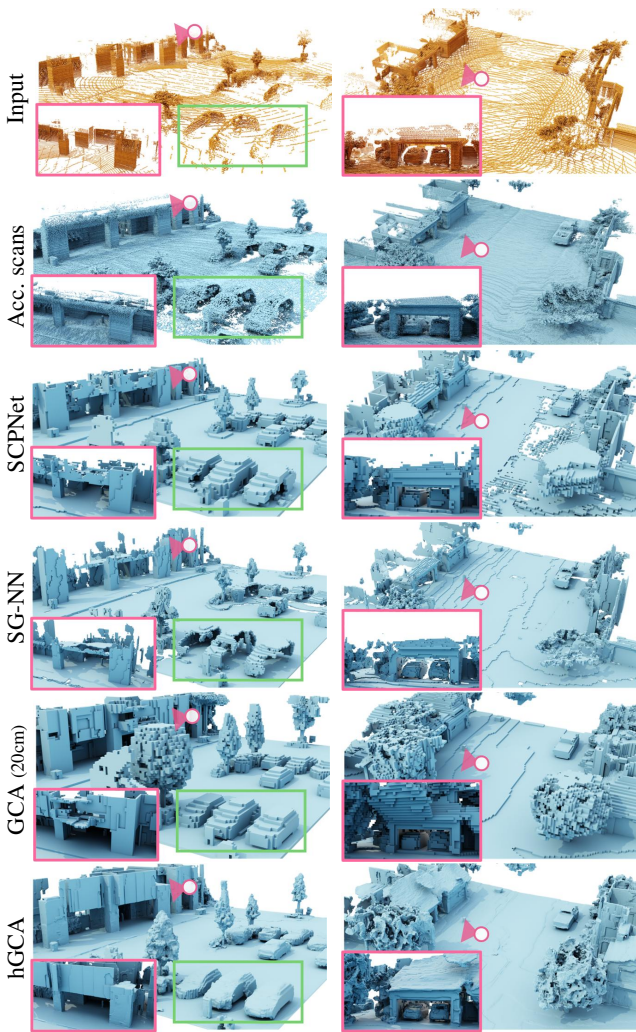 Input
Acc. scans
SCPNet
SG-NN
GCA (20cm)
hGCA